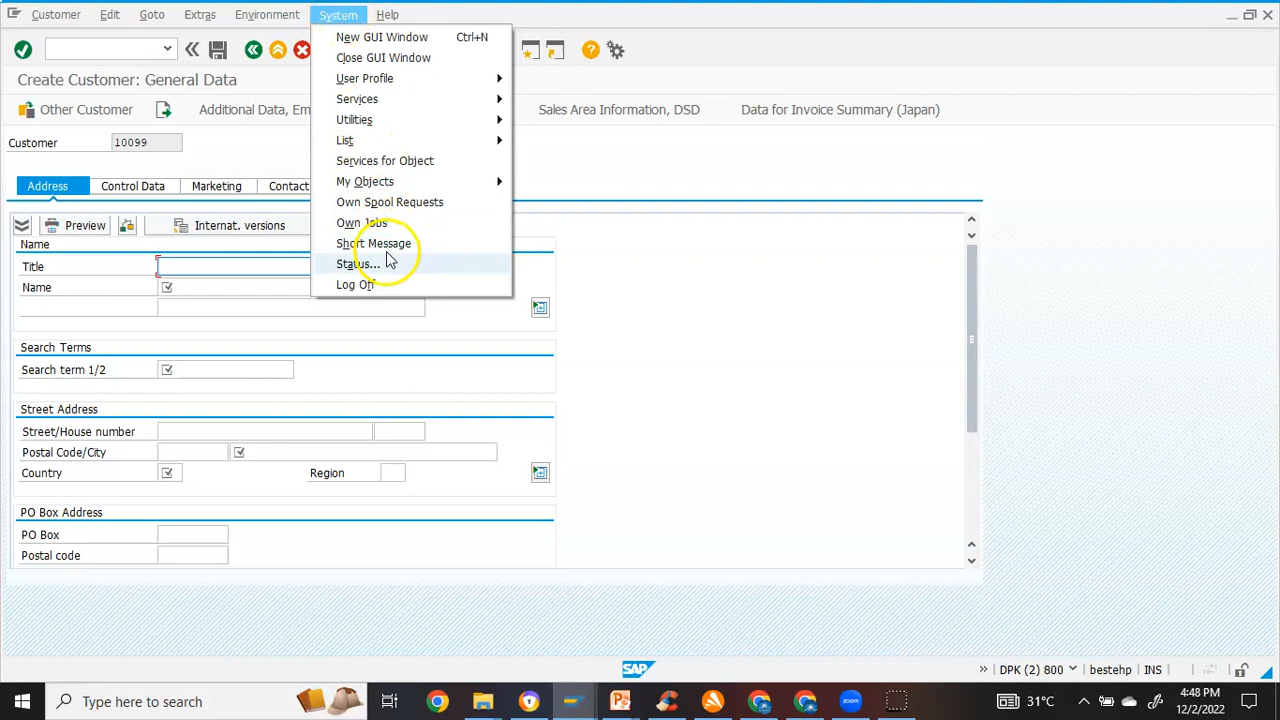 Customer Edit Goto Extras Environment System Help
New GUI Window Ctrl+N
Close GUI Window
User Profile
Services
Utilities
List
Services for Object
My Objects
Own Spool Requests
Own Jobs
Short Message
Status...
Log Off
Create Customer: General Data
Other Customer Additional Data, Em Sales Area Information, DSD Data for Invoice Summary (Japan)
Customer 10099
Address Control Data Marketing Contact
Preview Internat. versions
Name
Title
Name
Search Terms
Search term 1/2
Street Address
Street/House number
Postal Code/City
Country Region
PO Box Address
PO Box
Postal code
SAP DPK (2) 800 bestehp INS
Type here to search 31°C 4:48 PM
12/2/2022
zoom